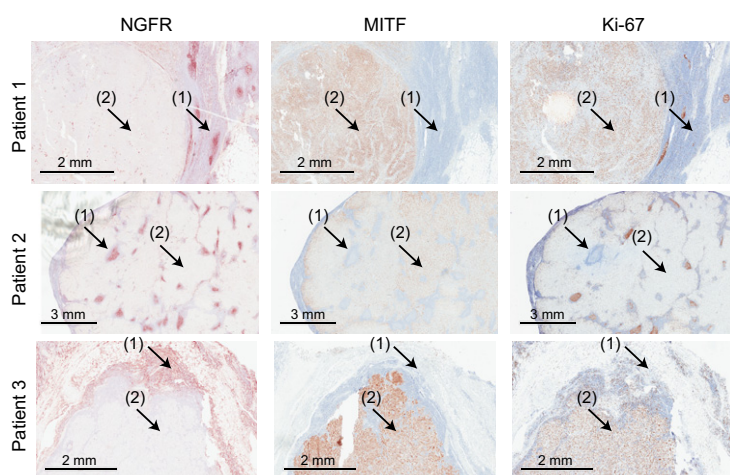 NGFR MITF Ki-67
Patient 1
(2) (1) (2) (1) (2) (1)
2 mm 2 mm 2 mm
Patient 2
(1) (2) (1) (2) (1) (2)
3 mm 3 mm 3 mm
Patient 3
(1) (1) (1)
(2) (2) (2)
2 mm 2 mm 2 mm